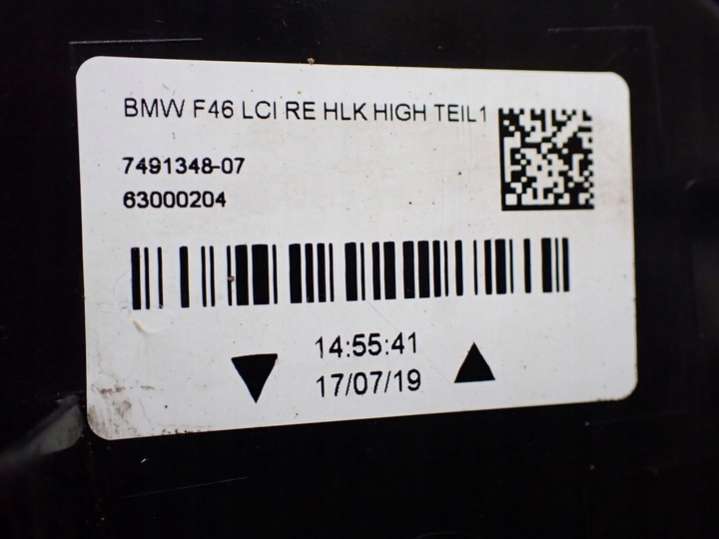 BMW F46 LCI RE HLK HIGH TEIL1
7491348-07
63000204
14:55:41
17/07/19